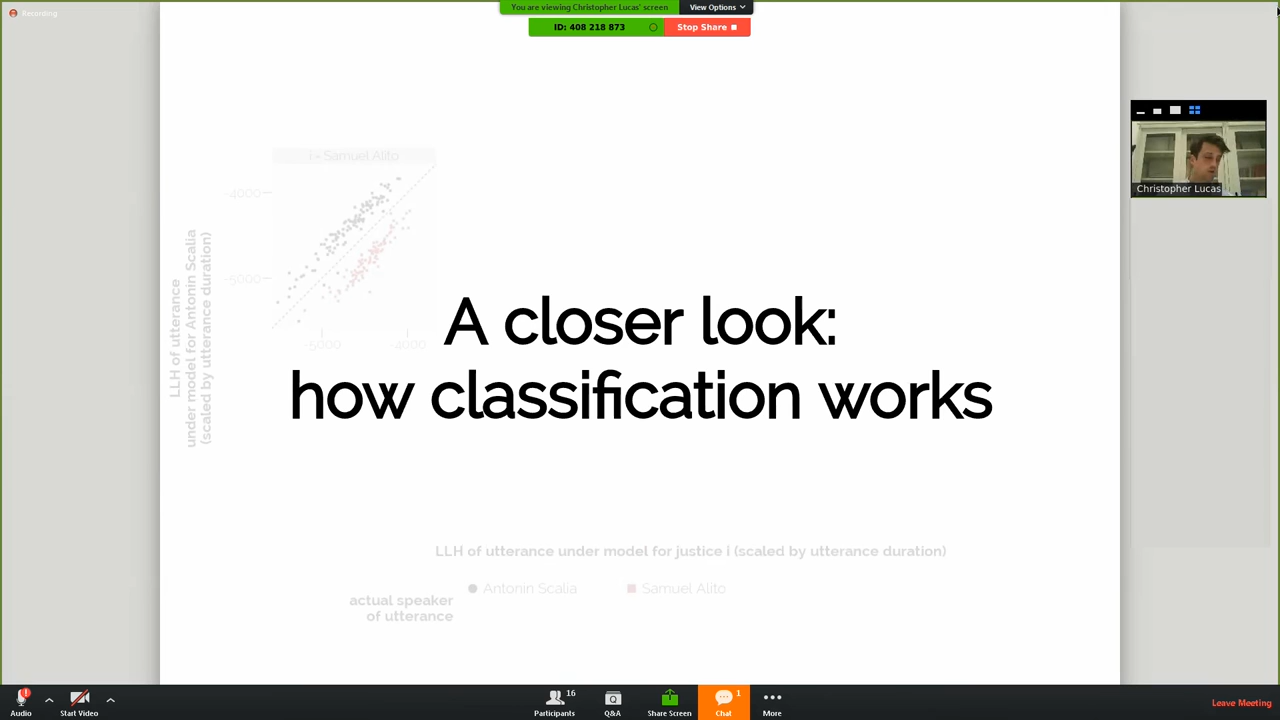 Recording
You are viewing Christopher Lucas' screen
View Options
ID: 408 218 873
Stop Share
i = Samuel Alito
-4000
-5000
-5000
-4000
LLH of utterance
under model for Antonin Scalia
(scaled by utterance duration)
A closer look:
how classification works
LLH of utterance under model for justice i (scaled by utterance duration)
actual speaker
of utterance
Antonin Scalia
Samuel Alito
Christopher Lucas
Audio
Start Video
16
Participants
Q&A
Share Screen
1
Chat
More
Leave Meeting